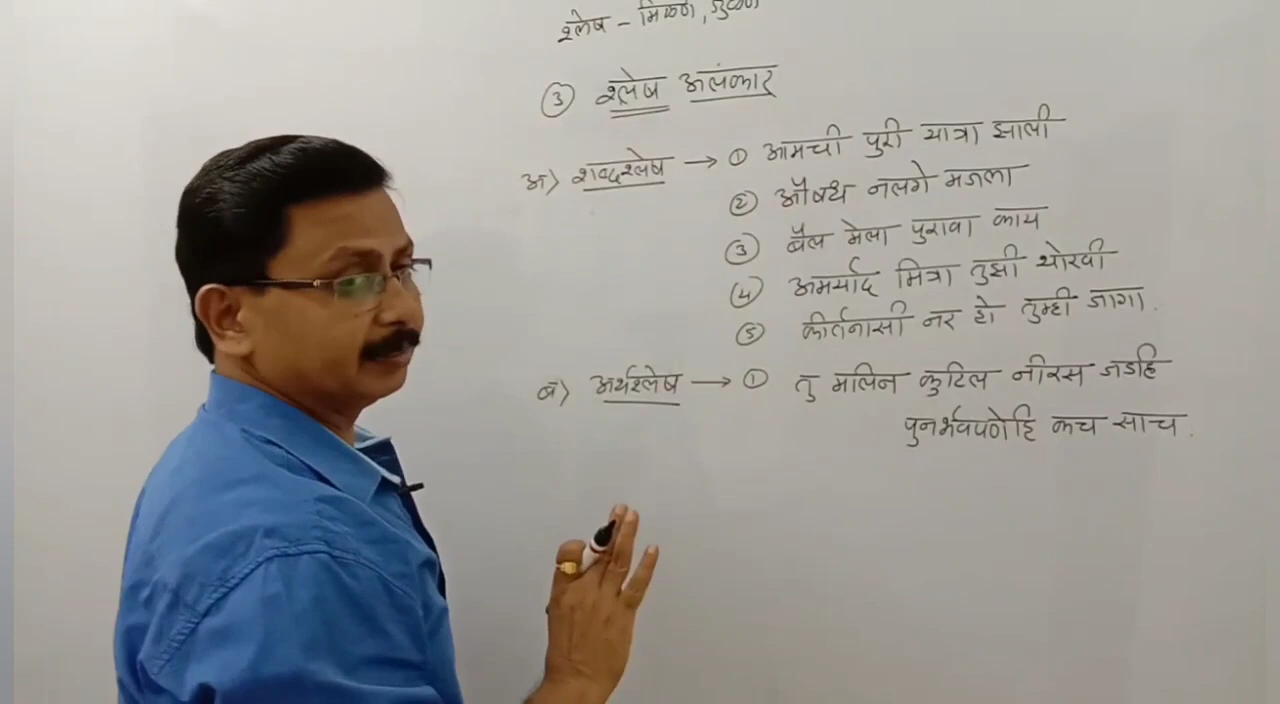 श्लेष - मिळणे, जुळणे
③ श्लेष अलंकार
अ) शब्दश्लेष → ① आमची पुरी यात्रा झाली
② औषध नलगे मजला
③ बैल मेला पुरावा काय
④ अमर्याद मित्रा तुझी थोरवी
⑤ कीर्तनासी नर हो तुम्ही जागा.
ब) अर्थश्लेष → ① तु मलिन कुटिल नीरस जडहि
पुनर्भवपणेहि कच साच.